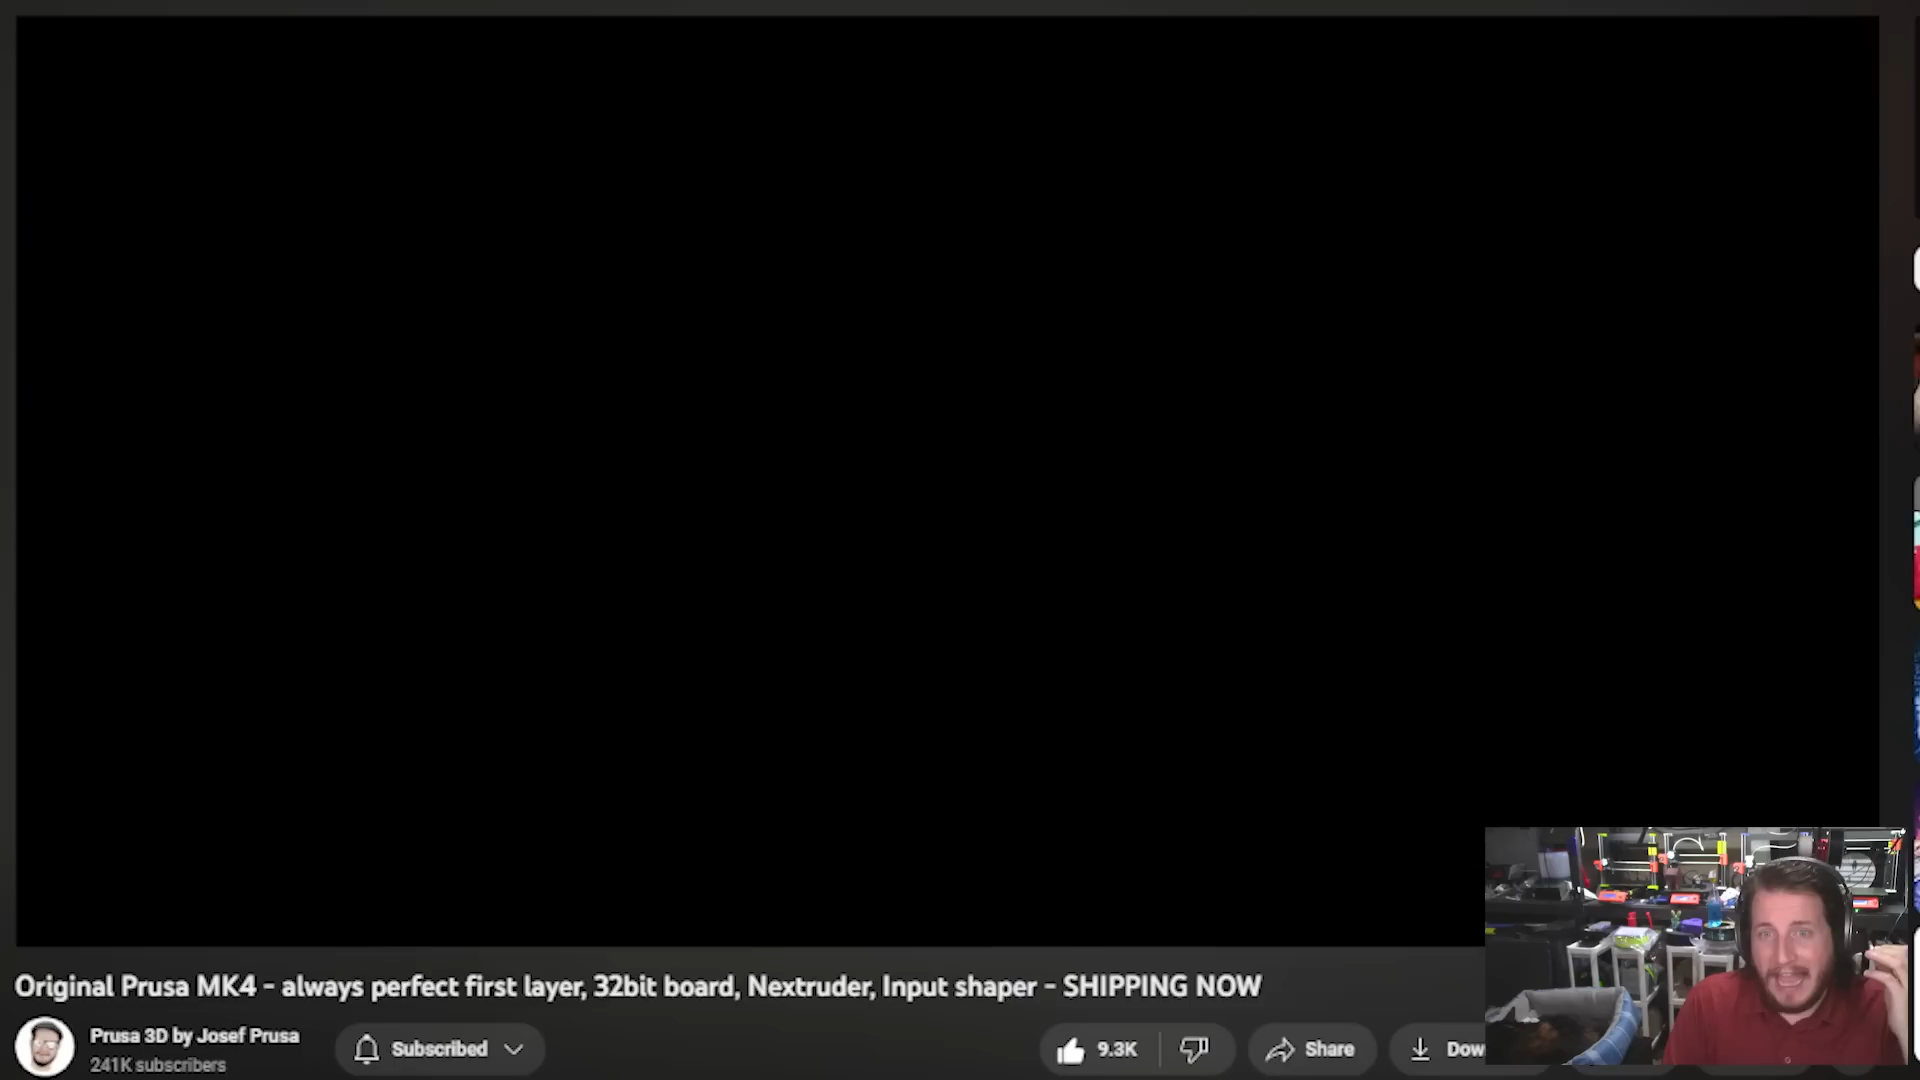 Original Prusa MK4 - always perfect first layer, 32bit board, Nextruder, Input shaper - SHIPPING NOW
Prusa 3D by Josef Prusa
241K subscribers
Subscribed
9.3K
Share
Dow